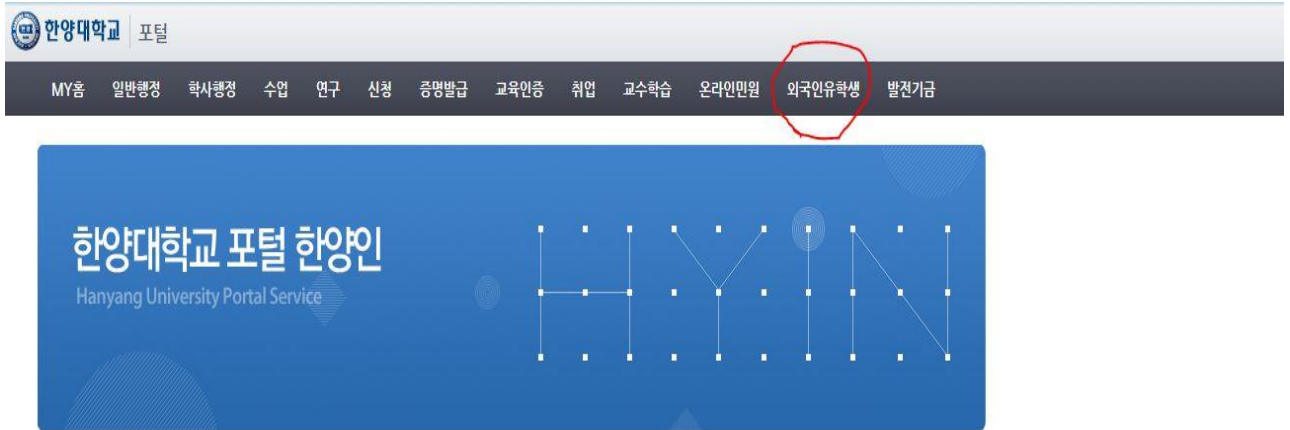 한양대학교 포털
MY홈 일반행정 학사행정 수업 연구 신청 증명발급 교육인증 취업 교수학습 온라인민원 외국인유학생 발전기금
한양대학교 포털 한양인
Hanyang University Portal Service
HYIN